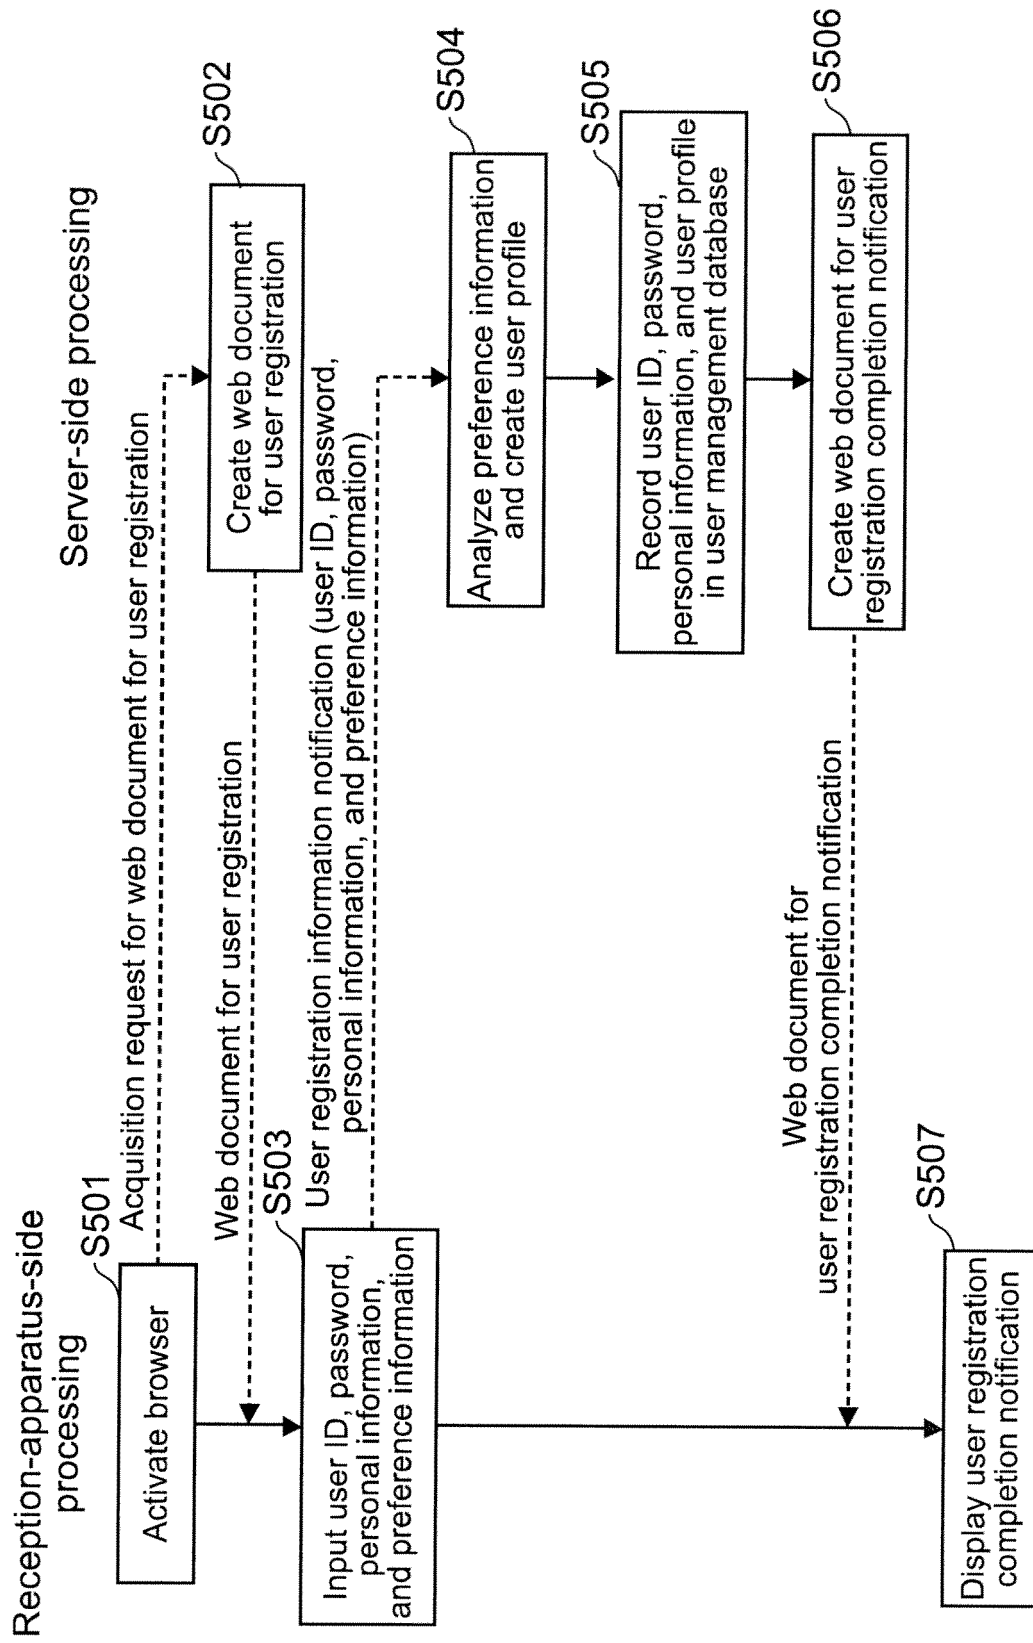 Reception-apparatus-side
processing
Server-side processing
S501
Activate browser
Acquisition request for web document for user registration
S502
Create web document
for user registration
Web document for user registration
S503
Input user ID, password,
personal information,
and preference information
User registration information notification (user ID, password,
personal information, and preference information)
S504
Analyze preference information
and create user profile
S505
Record user ID, password,
personal information, and user profile
in user management database
S506
Create web document for user
registration completion notification
Web document for
user registration completion notification
S507
Display user registration
completion notification